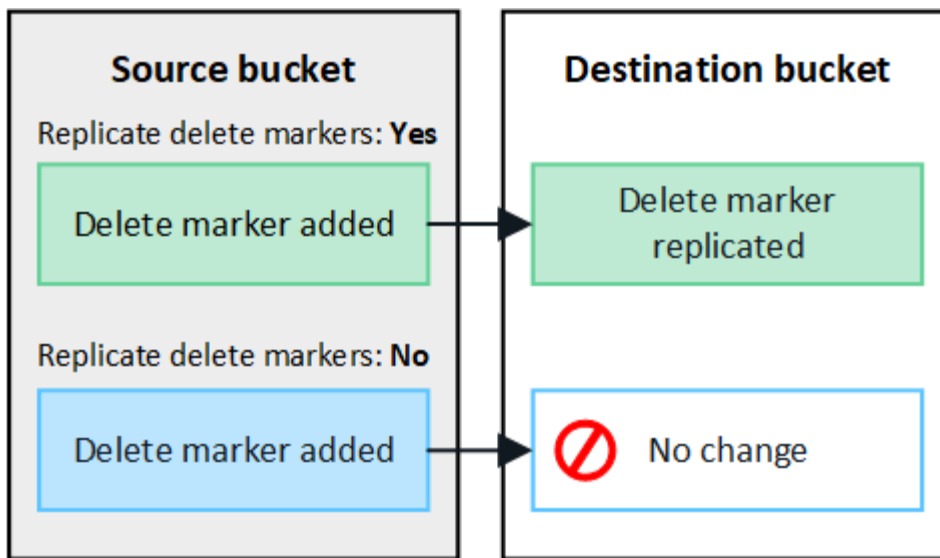 Source bucket
Replicate delete markers: Yes
Delete marker added
Replicate delete markers: No
Delete marker added
Destination bucket
Delete marker
replicated
No change